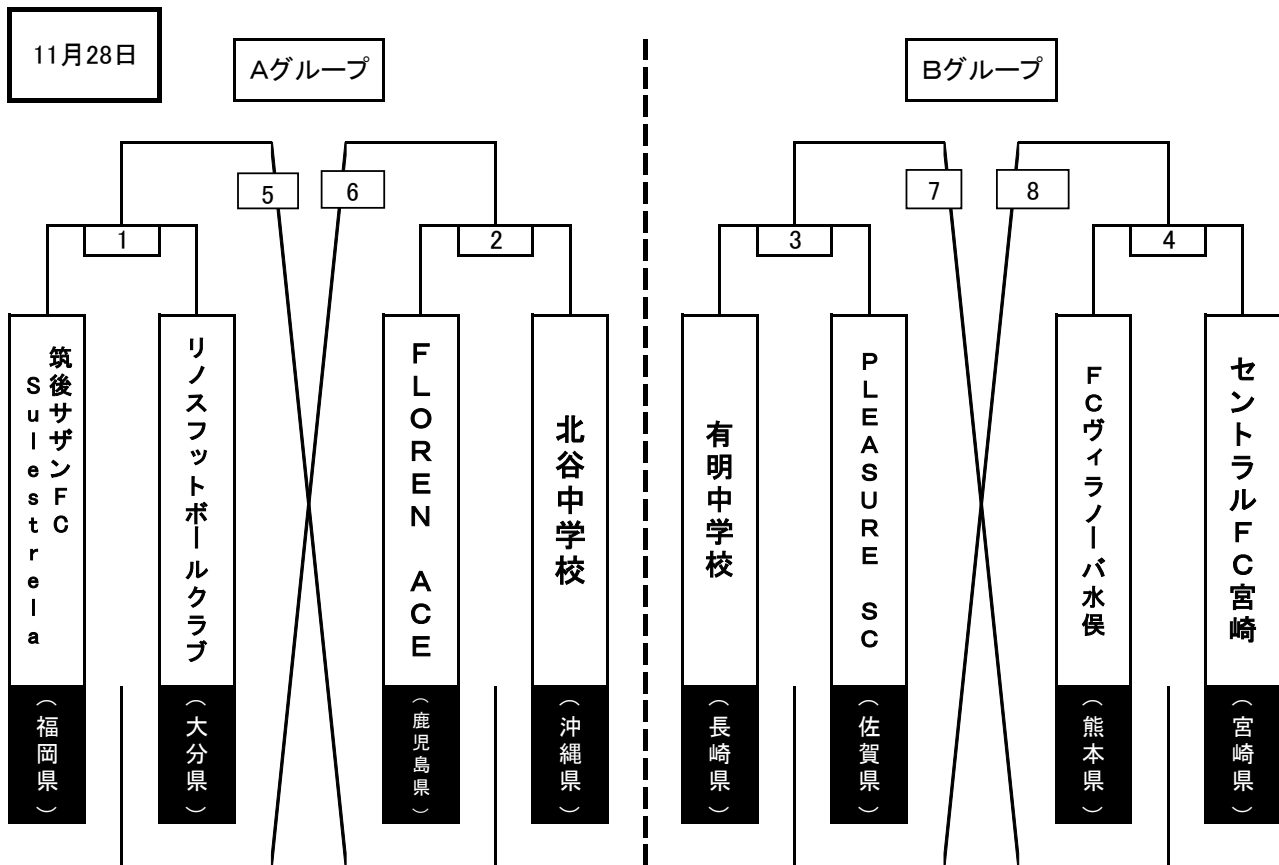 11月28日
Aグループ
Bグループ
5
6
7
8
1
2
3
4
筑後サザンFC
Sulestrela
リノスフットボールクラブ
FLOREN ACE
北谷中学校
有明中学校
PLEASURE SC
FCヴィラノーバ水俣
セントラルFC宮崎
(福岡県)
(大分県)
(鹿児島県)
(沖縄県)
(長崎県)
(佐賀県)
(熊本県)
(宮崎県)